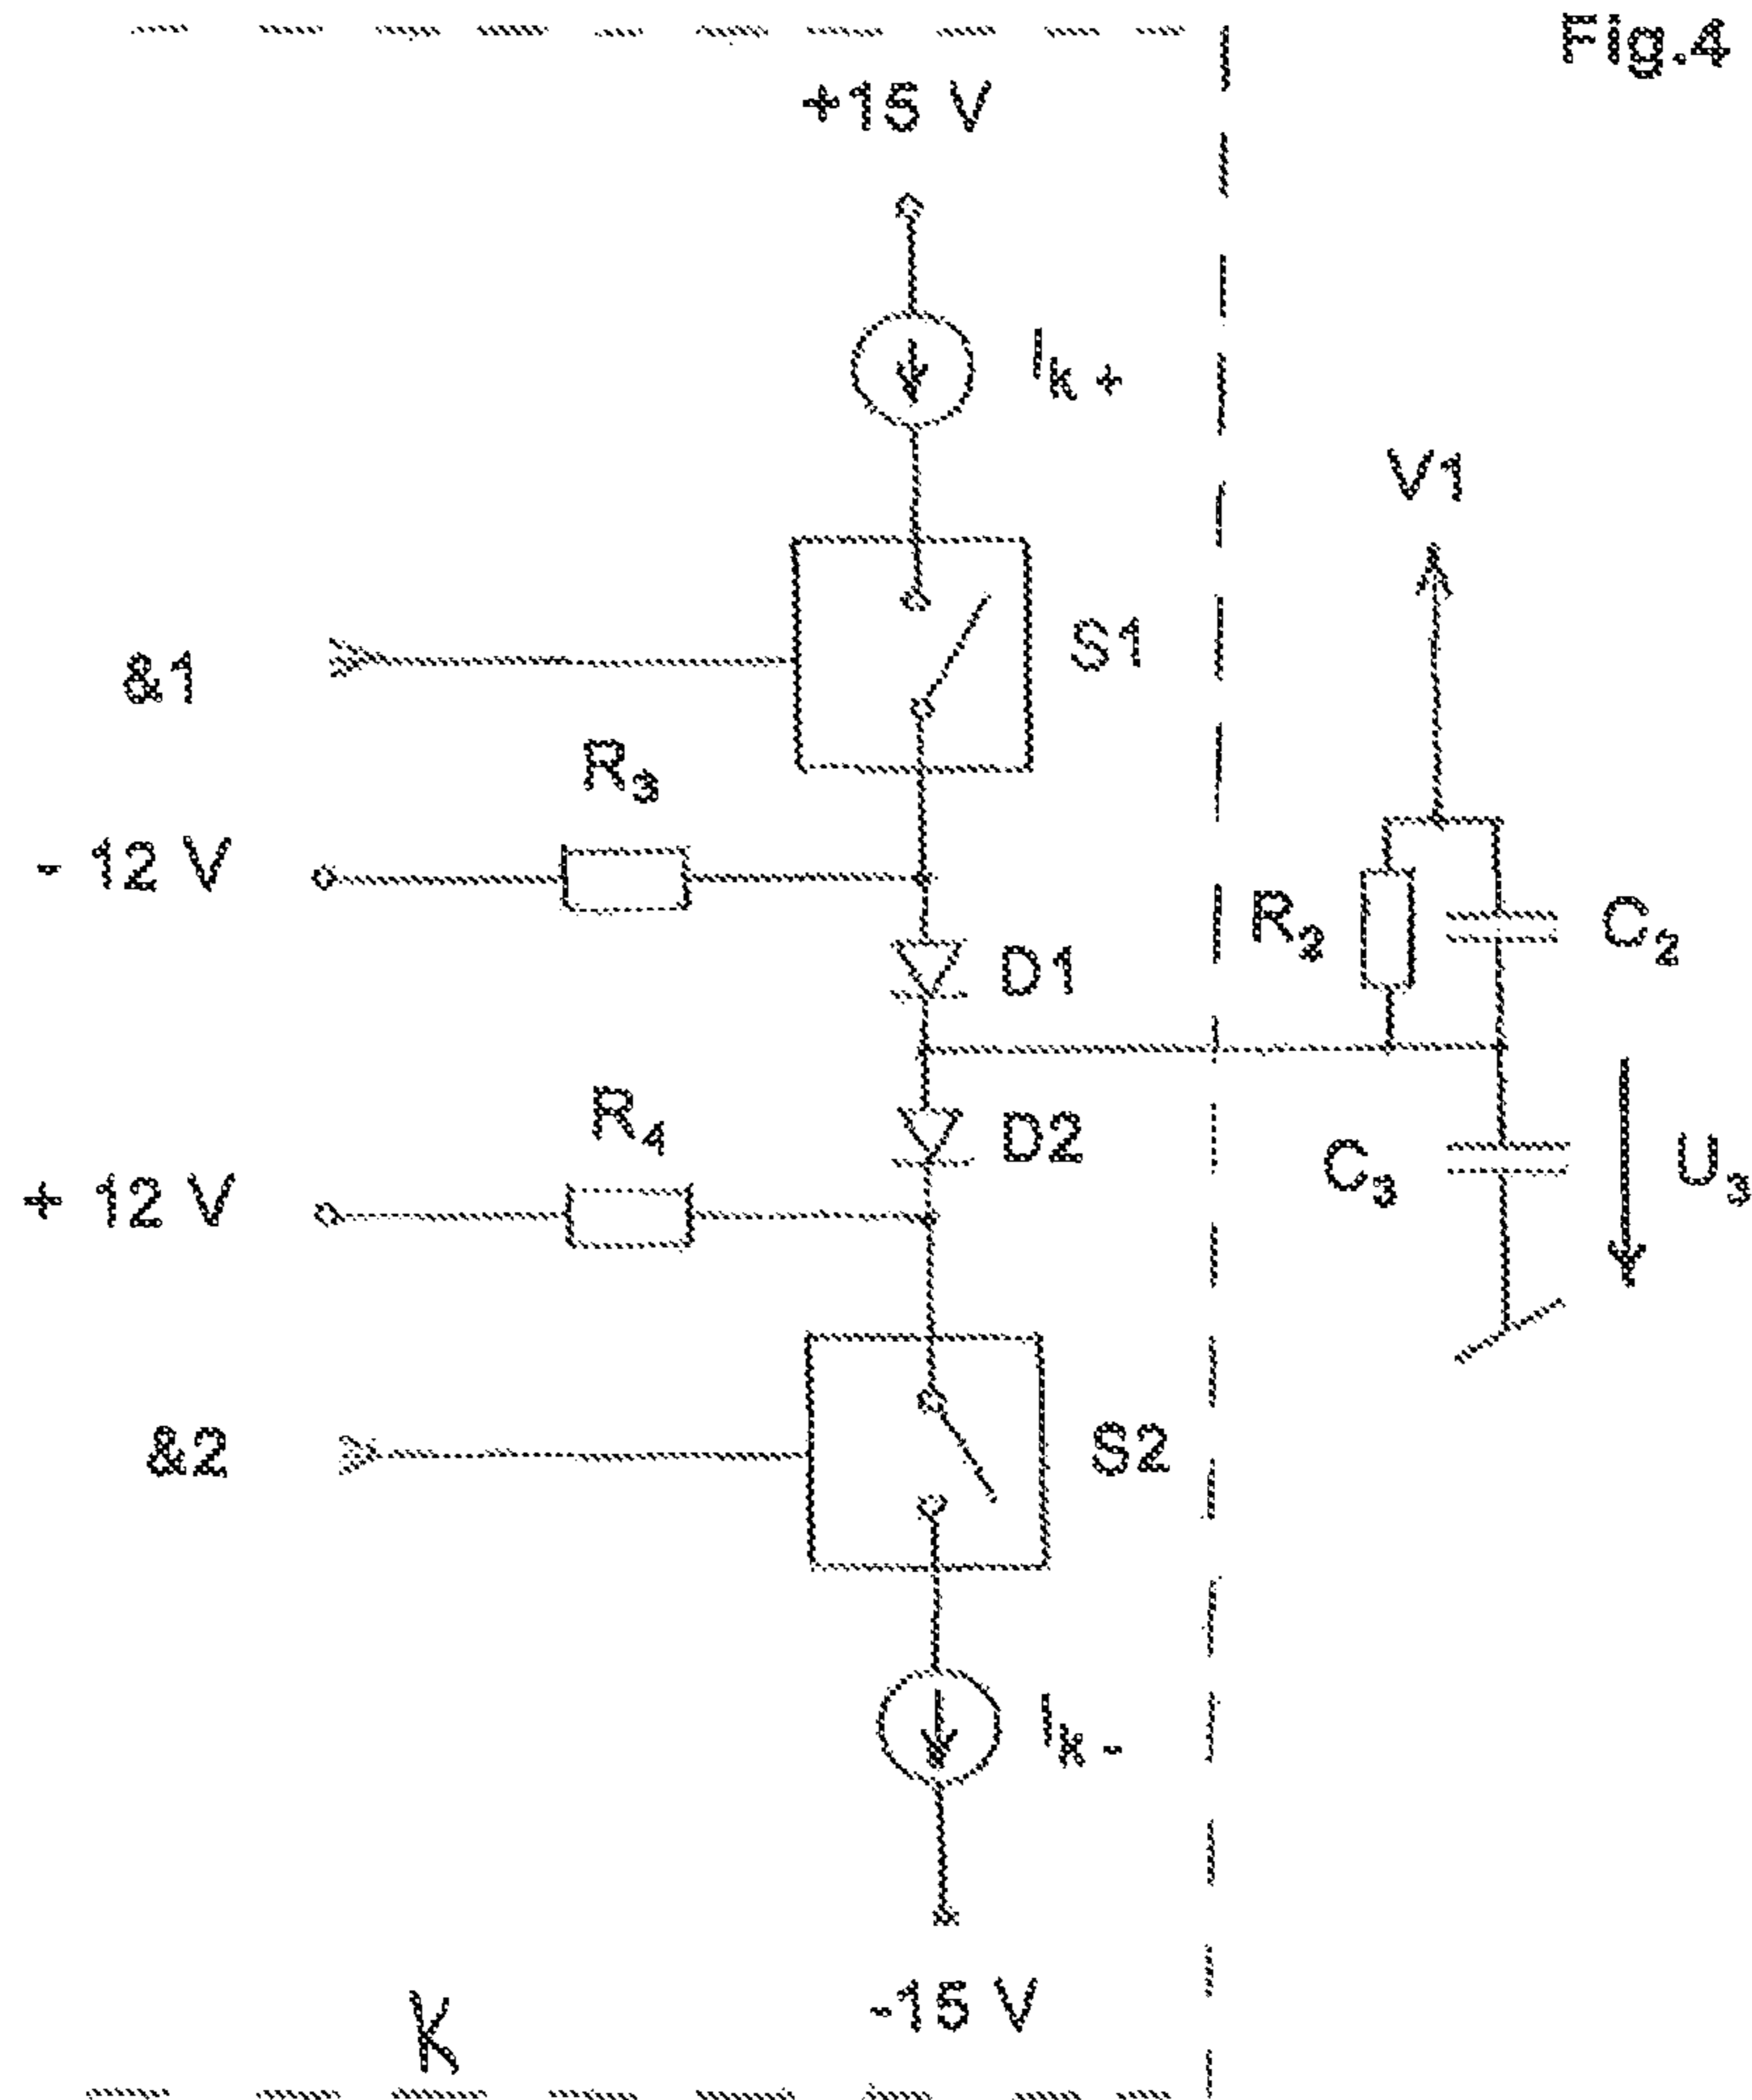 Fig.4
+15 V
Ik+
V1
&1
S1
R3
- 12 V
R2
C2
D1
R4
D2
+ 12 V
C3
U3
&2
S2
Ik-
-15 V
K